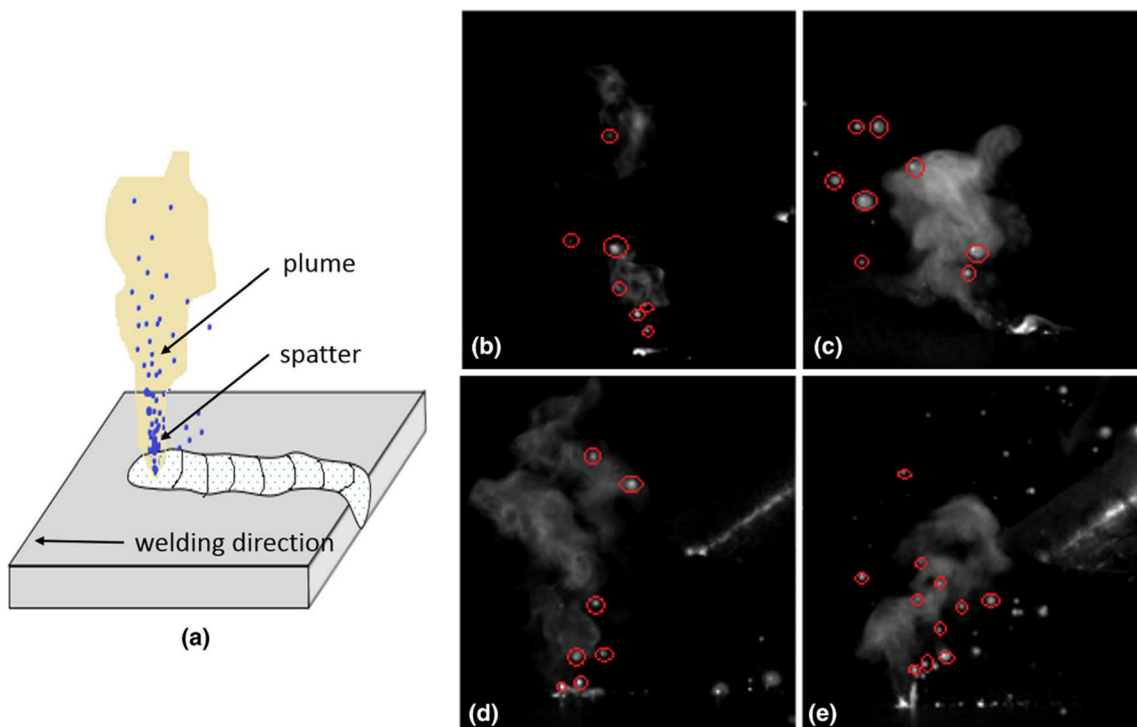 plume
spatter
welding direction
(a)
(b)
(c)
(d)
(e)